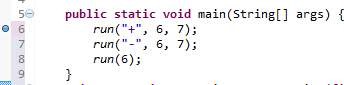 4
5 public static void main(String[] args) {
6 run("+", 6, 7);
7 run("-", 6, 7);
8 run(6);
9 }